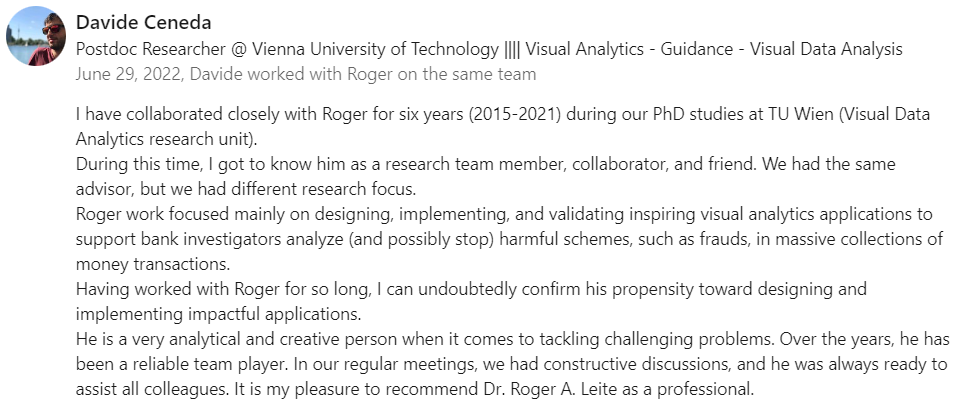 Davide Ceneda
Postdoc Researcher @ Vienna University of Technology |||| Visual Analytics - Guidance - Visual Data Analysis
June 29, 2022, Davide worked with Roger on the same team
I have collaborated closely with Roger for six years (2015-2021) during our PhD studies at TU Wien (Visual Data
Analytics research unit).
During this time, I got to know him as a research team member, collaborator, and friend. We had the same
advisor, but we had different research focus.
Roger work focused mainly on designing, implementing, and validating inspiring visual analytics applications to
support bank investigators analyze (and possibly stop) harmful schemes, such as frauds, in massive collections of
money transactions.
Having worked with Roger for so long, I can undoubtedly confirm his propensity toward designing and
implementing impactful applications.
He is a very analytical and creative person when it comes to tackling challenging problems. Over the years, he has
been a reliable team player. In our regular meetings, we had constructive discussions, and he was always ready to
assist all colleagues. It is my pleasure to recommend Dr. Roger A. Leite as a professional.